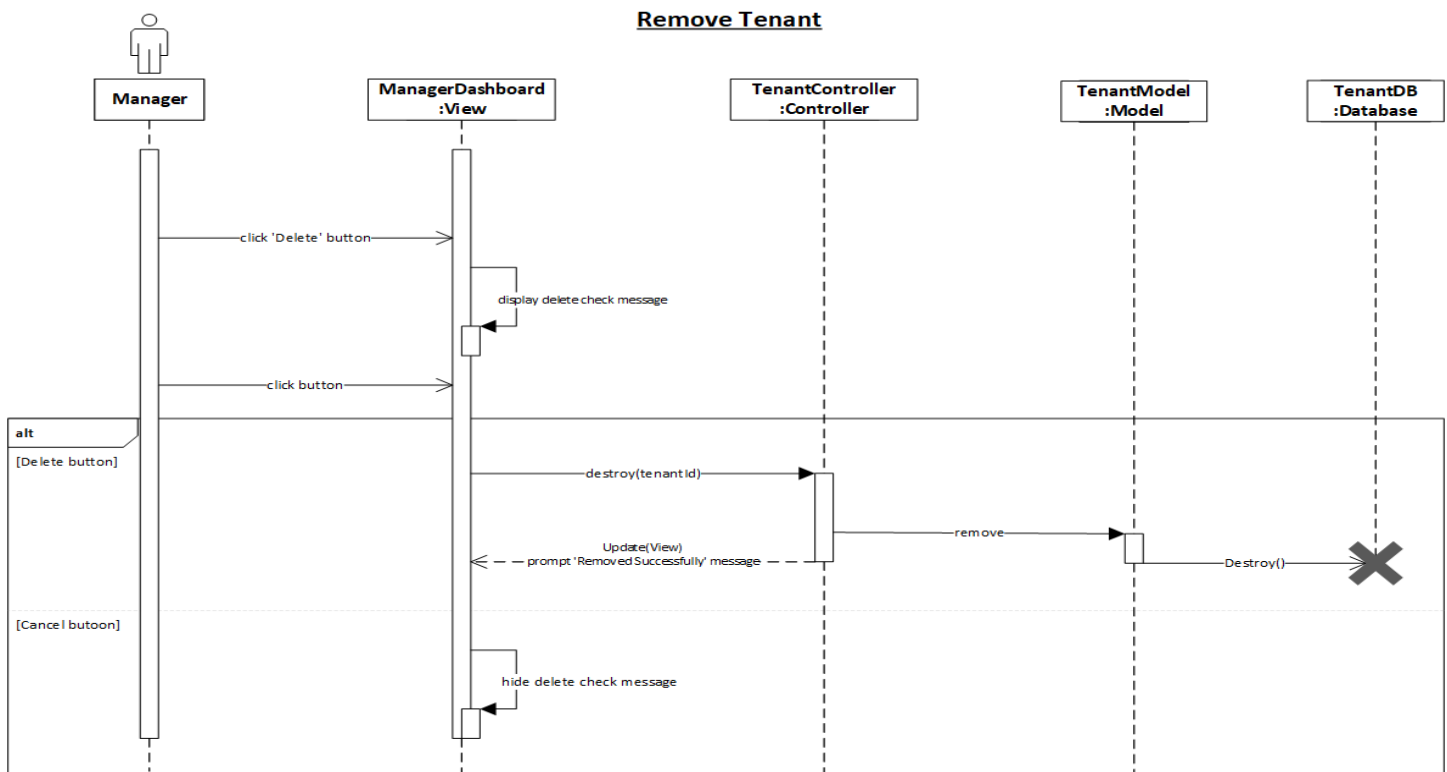 Remove Tenant
Manager
ManagerDashboard
:View
TenantController
:Controller
TenantModel
:Model
TenantDB
:Database
click 'Delete' button
display delete check message
click button
alt
[Delete button]
destroy(tenantId)
remove
Update(View)
prompt 'Removed Successfully' message
Destroy()
[Cancel butoon]
hide delete check message